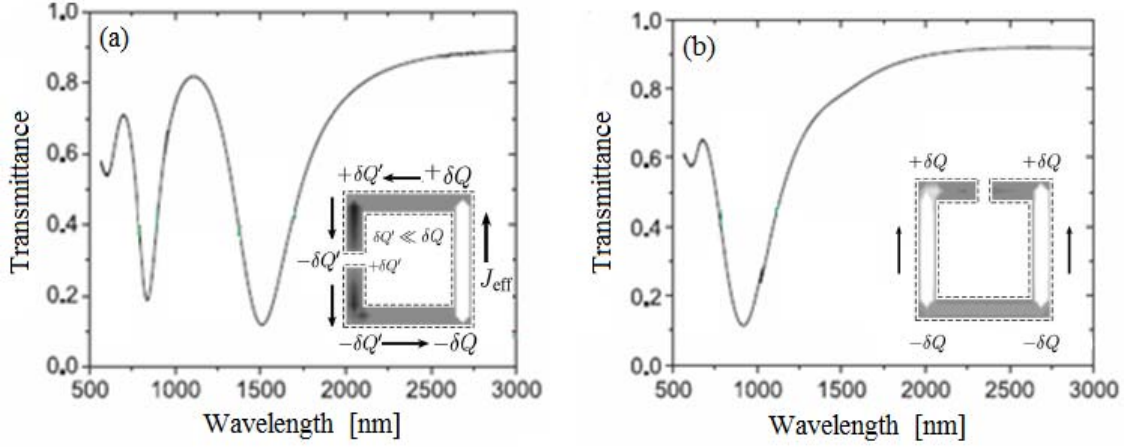 (a)
Transmittance
1.0
0.8
0.6
0.4
0.2
0.0
500 1000 1500 2000 2500 3000
Wavelength [nm]
+δQ′ +δQ
δQ′ ≪ δQ
−δQ′
+δQ′
J_eff
−δQ′ −δQ
(b)
Transmittance
1.0
0.8
0.6
0.4
0.2
0.0
500 1000 1500 2000 2500 3000
Wavelength [nm]
+δQ +δQ
−δQ −δQ